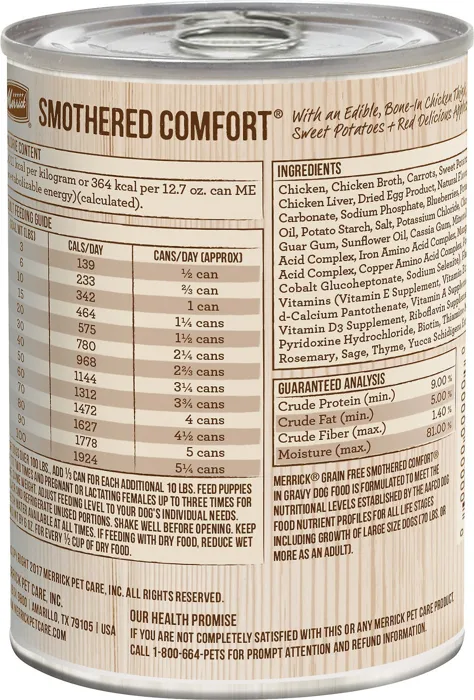 Merrick
SMOTHERED COMFORT®
With an Edible, Bone-In Chicken Thigh,
Sweet Potatoes + Red Delicious
CONTENT
kcal per kilogram or 364 kcal per 12.7 oz. can ME
(calculated).
FEEDING GUIDE
WT (LBS) CALS/DAY CANS/DAY (APPROX)
3 139 ½ can
6 233 ⅔ can
10 342 1 can
15 464 1¼ cans
20 575 1½ cans
30 780 2¼ cans
40 968 2⅔ cans
50 1144 3¼ cans
60 1312 3¾ cans
70 1472 4 cans
80 1627 4½ cans
90 1778 5 cans
100 1924 5¼ cans
OVER 100 LBS, ADD ½ CAN FOR EACH ADDITIONAL 10 LBS. FEED PUPPIES
TIMES AND PREGNANT OR LACTATING FEMALES UP TO THREE TIMES FOR
WEIGHT. ADJUST FEEDING LEVEL TO YOUR DOG'S INDIVIDUAL NEEDS.
REFRIGERATE UNUSED PORTIONS. SHAKE WELL BEFORE OPENING. KEEP
AVAILABLE AT ALL TIMES. IF FEEDING WITH DRY FOOD, REDUCE WET
FOR EVERY ½ CUP OF DRY FOOD.
INGREDIENTS
Chicken, Chicken Broth, Carrots, Sweet
Chicken Liver, Dried Egg Product, Natural
Carbonate, Sodium Phosphate, Blueberries,
Oil, Potato Starch, Salt, Potassium Chloride,
Guar Gum, Sunflower Oil, Cassia Gum,
Acid Complex, Iron Amino Acid Complex,
Acid Complex, Copper Amino Acid Complex,
Cobalt Glucoheptonate, Sodium Selenite)
Vitamins (Vitamin E Supplement,
d-Calcium Pantothenate, Vitamin A
Vitamin D3 Supplement, Riboflavin
Pyridoxine Hydrochloride, Biotin,
Rosemary, Sage, Thyme, Yucca Schidigera
GUARANTEED ANALYSIS
Crude Protein (min.) 9.00 %
Crude Fat (min.) 5.00 %
Crude Fiber (max.) 1.40 %
Moisture (max.) 81.00 %
MERRICK® GRAIN FREE SMOTHERED COMFORT®
IN GRAVY DOG FOOD IS FORMULATED TO MEET THE
NUTRITIONAL LEVELS ESTABLISHED BY THE AAFCO DOG
FOOD NUTRIENT PROFILES FOR ALL LIFE STAGES
INCLUDING GROWTH OF LARGE SIZE DOGS (70 LBS. OR
MORE AS AN ADULT).
COPYRIGHT 2017 MERRICK PET CARE, INC. ALL RIGHTS RESERVED.
PET CARE, INC.
AMARILLO, TX 79105 | USA
MERRICKPETCARE.COM
OUR HEALTH PROMISE
IF YOU ARE NOT COMPLETELY SATISFIED WITH THIS OR ANY MERRICK PET CARE PRODUCT,
CALL 1-800-664-PETS FOR PROMPT ATTENTION AND REFUND INFORMATION.